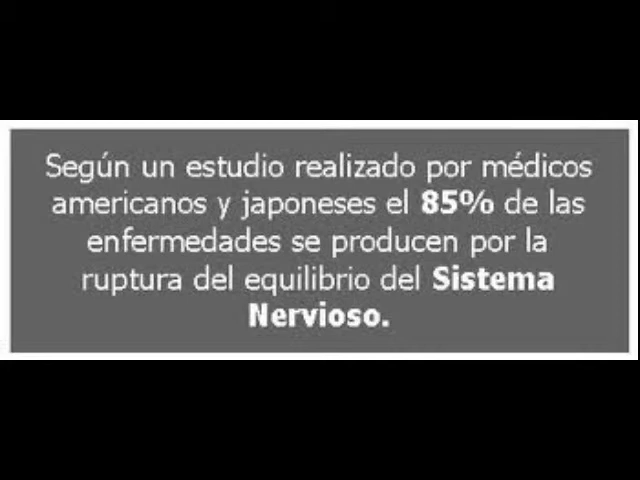 Según un estudio realizado por médicos
americanos y japoneses el 85% de las
enfermedades se producen por la
ruptura del equilibrio del Sistema
Nervioso.